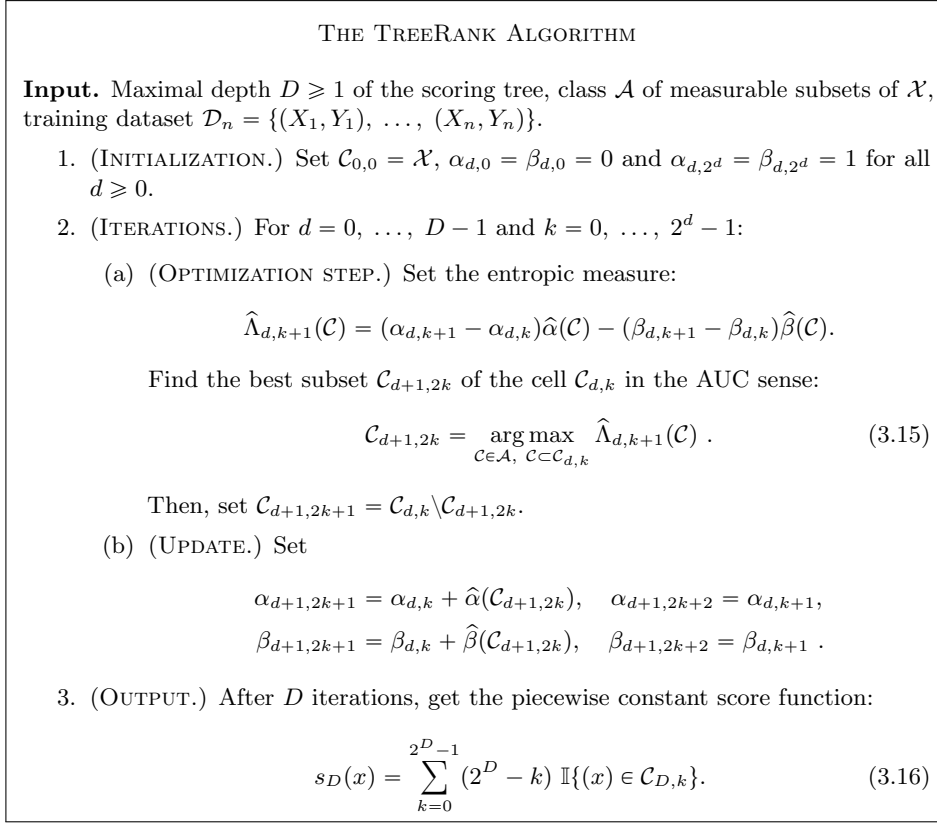 THE TREERANK ALGORITHM
Input. Maximal depth D ⩾ 1 of the scoring tree, class 𝒜 of measurable subsets of 𝒳,
training dataset 𝒟_n = {(X_1, Y_1), ..., (X_n, Y_n)}.
1. (INITIALIZATION.) Set 𝒞_{0,0} = 𝒳, α_{d,0} = β_{d,0} = 0 and α_{d,2^d} = β_{d,2^d} = 1 for all
d ⩾ 0.
2. (ITERATIONS.) For d = 0, ..., D − 1 and k = 0, ..., 2^d − 1:
(a) (OPTIMIZATION STEP.) Set the entropic measure:
Λ̂_{d,k+1}(𝒞) = (α_{d,k+1} − α_{d,k})α̂(𝒞) − (β_{d,k+1} − β_{d,k})β̂(𝒞).
Find the best subset 𝒞_{d+1,2k} of the cell 𝒞_{d,k} in the AUC sense:
𝒞_{d+1,2k} = arg max_{𝒞∈𝒜, 𝒞⊂𝒞_{d,k}} Λ̂_{d,k+1}(𝒞) . (3.15)
Then, set 𝒞_{d+1,2k+1} = 𝒞_{d,k}\𝒞_{d+1,2k}.
(b) (UPDATE.) Set
α_{d+1,2k+1} = α_{d,k} + α̂(𝒞_{d+1,2k}), α_{d+1,2k+2} = α_{d,k+1},
β_{d+1,2k+1} = β_{d,k} + β̂(𝒞_{d+1,2k}), β_{d+1,2k+2} = β_{d,k+1} .
3. (OUTPUT.) After D iterations, get the piecewise constant score function:
s_D(x) = ∑_{k=0}^{2^D−1} (2^D − k) 𝕀{(x) ∈ 𝒞_{D,k}}. (3.16)